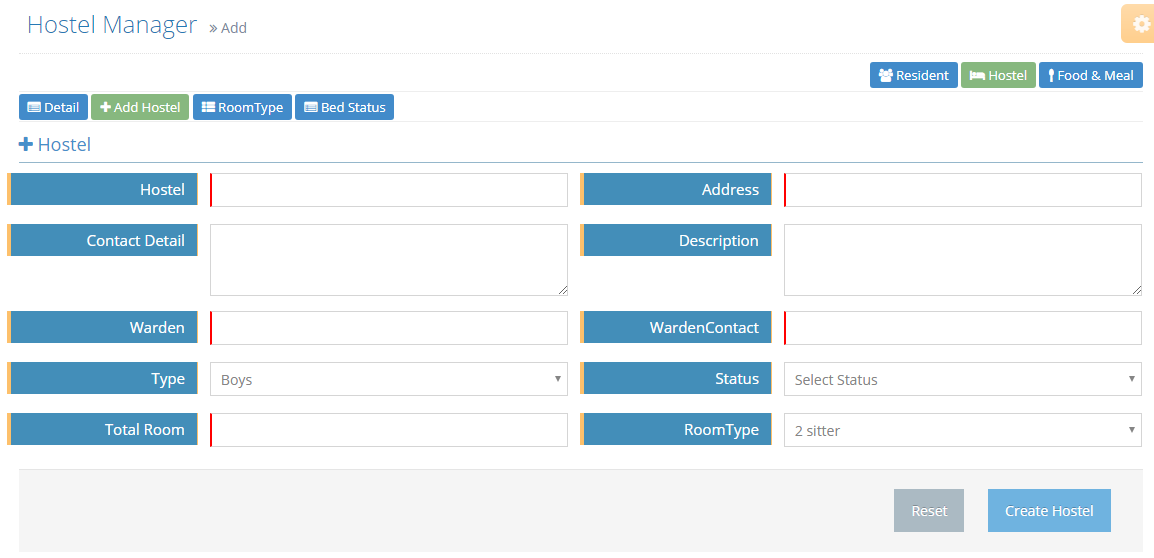 Hostel Manager » Add
Resident Hostel Food & Meal
Detail Add Hostel RoomType Bed Status
Hostel
Hostel Address
Contact Detail Description
Warden WardenContact
Type Boys Status Select Status
Total Room RoomType 2 sitter
Reset Create Hostel